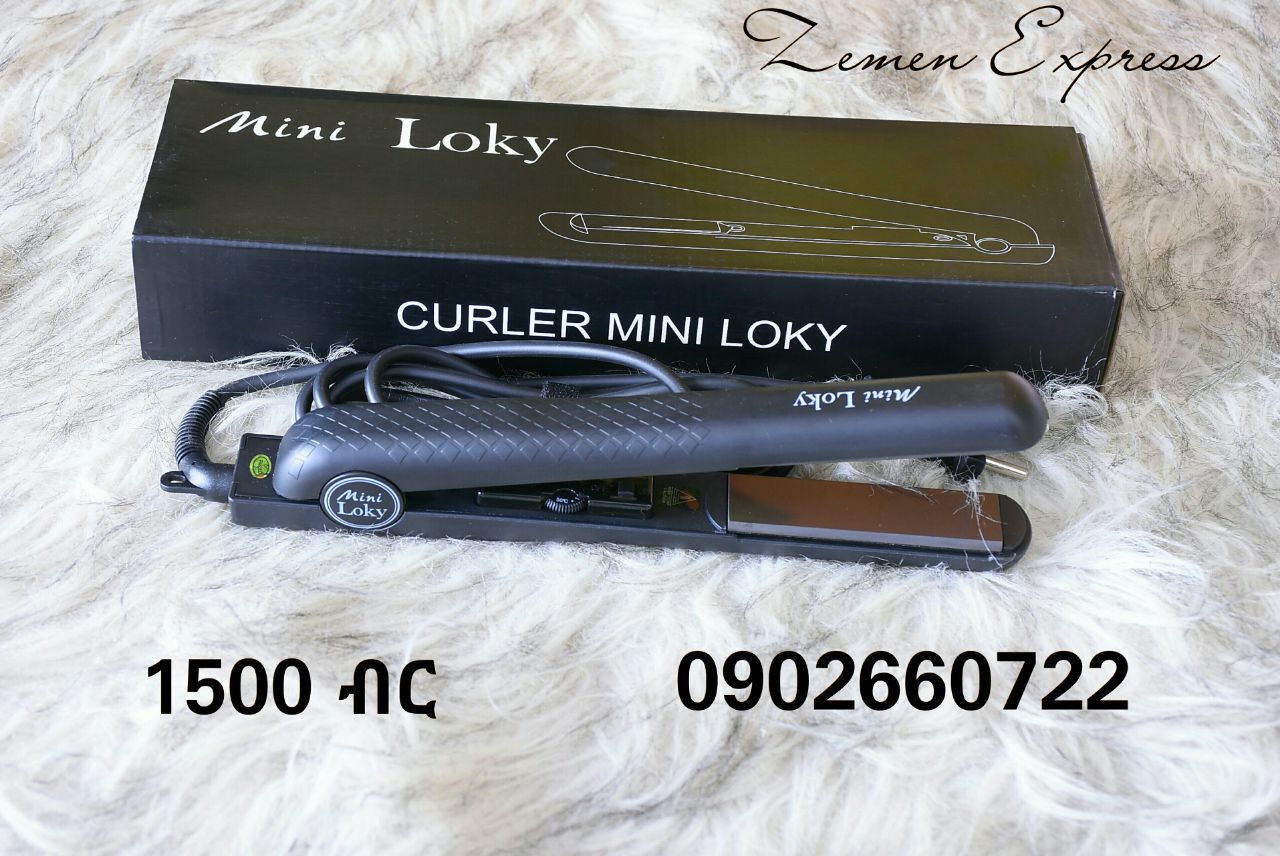 Zemen Express
Mini Loky
CURLER MINI LOKY
Mini Loky
Mini
Loky
1500 ብር
0902660722